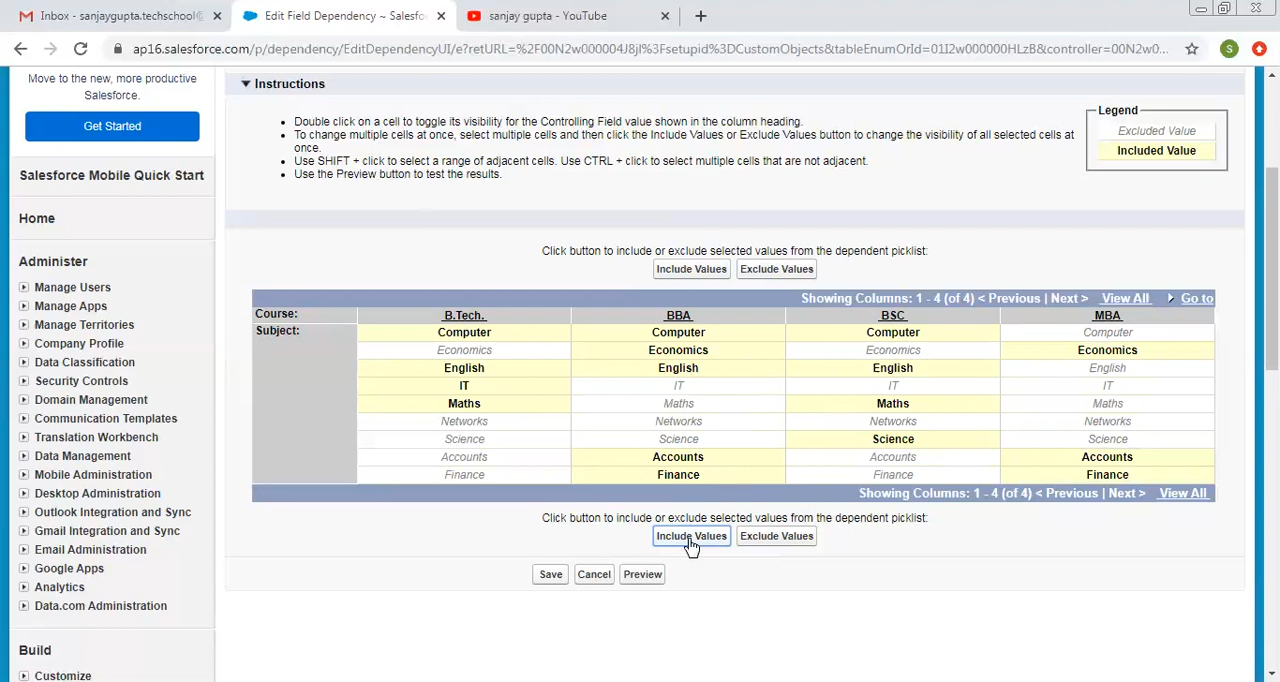 Inbox - sanjaygupta.techschool@
Edit Field Dependency ~ Salesfo
sanjay gupta - YouTube
ap16.salesforce.com/p/dependency/EditDependencyUI/e?retURL=%2F00N2w000004J8jl%3Fsetupid%3DCustomObjects&tableEnumOrId=01I2w000000HLzB&controller=00N2w0...
S
Move to the new, more productive
Salesforce.
Get Started
Salesforce Mobile Quick Start
Home
Administer
Manage Users
Manage Apps
Manage Territories
Company Profile
Data Classification
Security Controls
Domain Management
Communication Templates
Translation Workbench
Data Management
Mobile Administration
Desktop Administration
Outlook Integration and Sync
Gmail Integration and Sync
Email Administration
Google Apps
Analytics
Data.com Administration
Build
Customize
Instructions
Double click on a cell to toggle its visibility for the Controlling Field value shown in the column heading.
To change multiple cells at once, select multiple cells and then click the Include Values or Exclude Values button to change the visibility of all selected cells at
once.
Use SHIFT + click to select a range of adjacent cells. Use CTRL + click to select multiple cells that are not adjacent.
Use the Preview button to test the results.
Legend
Excluded Value
Included Value
Click button to include or exclude selected values from the dependent picklist:
Include Values Exclude Values
Showing Columns: 1 - 4 (of 4) < Previous | Next > View All Go to
Course: B.Tech. BBA BSC MBA
Subject: Computer Computer Computer Computer
Economics Economics Economics Economics
English English English English
IT IT IT IT
Maths Maths Maths Maths
Networks Networks Networks Networks
Science Science Science Science
Accounts Accounts Accounts Accounts
Finance Finance Finance Finance
Showing Columns: 1 - 4 (of 4) < Previous | Next > View All
Click button to include or exclude selected values from the dependent picklist:
Include Values Exclude Values
Save Cancel Preview